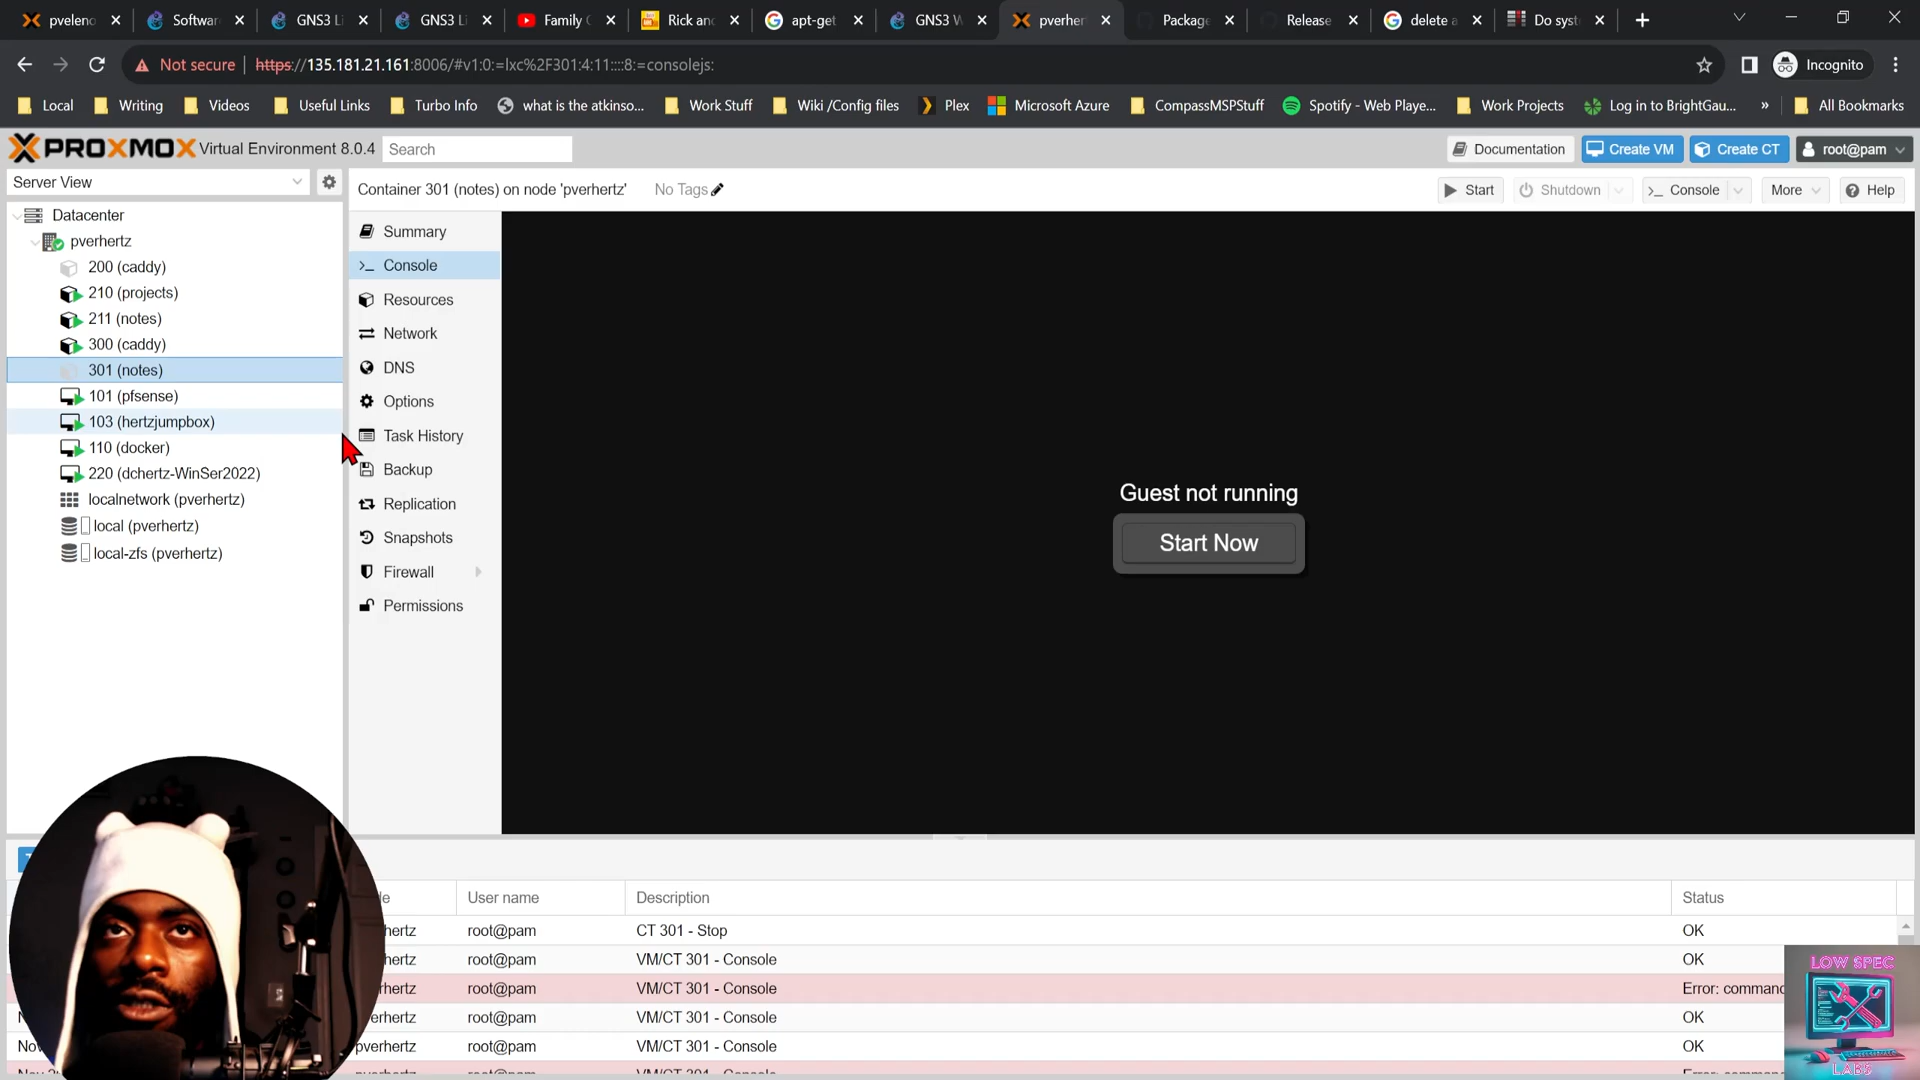 pveleno
Softwar
GNS3 Li
GNS3 Li
Family
Rick an
apt-get
GNS3 W
pverher
Package
Release
delete a
Do syst
Not secure
https://135.181.21.161:8006/#v1:0:=lxc%2F301:4:11::::8:=consolejs:
Incognito
Local
Writing
Videos
Useful Links
Turbo Info
what is the atkinso...
Work Stuff
Wiki /Config files
Plex
Microsoft Azure
CompassMSPStuff
Spotify - Web Playe...
Work Projects
Log in to BrightGau...
»
All Bookmarks
PROXMOX Virtual Environment 8.0.4
Search
Documentation
Create VM
Create CT
root@pam
Server View
Container 301 (notes) on node 'pverhertz'
No Tags
Start
Shutdown
>_ Console
More
Help
Datacenter
pverhertz
200 (caddy)
210 (projects)
211 (notes)
300 (caddy)
301 (notes)
101 (pfsense)
103 (hertzjumpbox)
110 (docker)
220 (dchertz-WinSer2022)
localnetwork (pverhertz)
local (pverhertz)
local-zfs (pverhertz)
Summary
>_ Console
Resources
Network
DNS
Options
Task History
Backup
Replication
Snapshots
Firewall
Permissions
Guest not running
Start Now
User name
Description
Status
hertz root@pam CT 301 - Stop OK
hertz root@pam VM/CT 301 - Console OK
hertz root@pam VM/CT 301 - Console Error: command
erhertz root@pam VM/CT 301 - Console OK
Nov pverhertz root@pam VM/CT 301 - Console OK
LOW SPEC
LABS